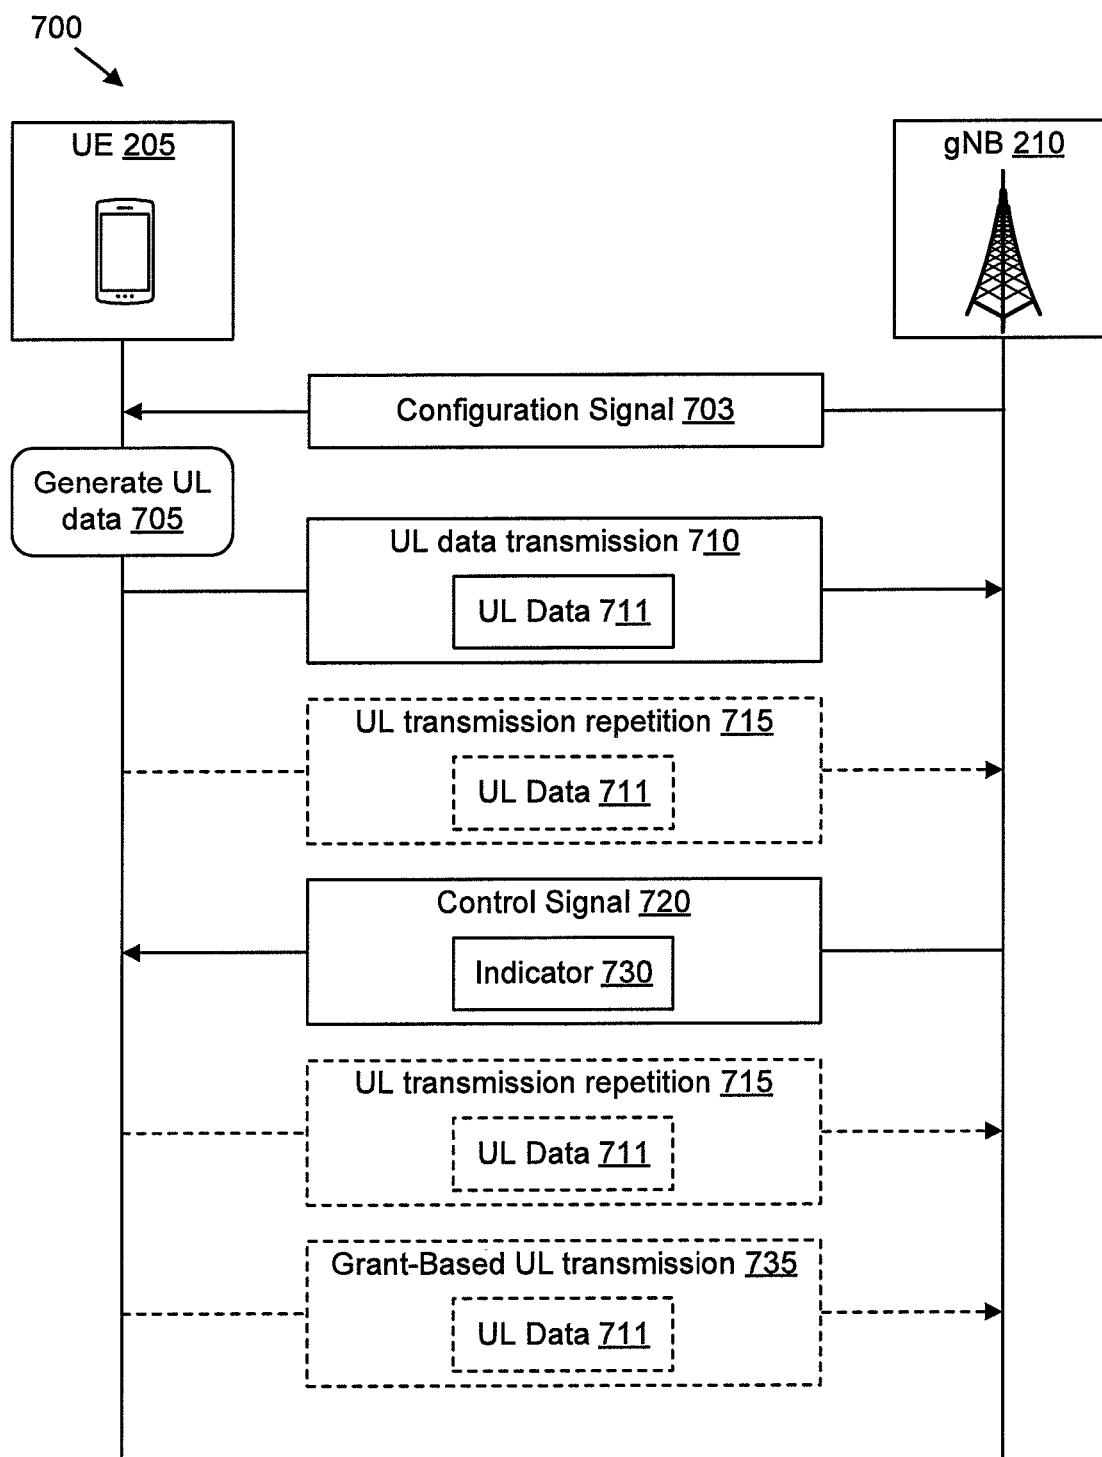 700
UE 205
gNB 210
Configuration Signal 703
Generate UL
data 705
UL data transmission 710
UL Data 711
UL transmission repetition 715
UL Data 711
Control Signal 720
Indicator 730
UL transmission repetition 715
UL Data 711
Grant-Based UL transmission 735
UL Data 711